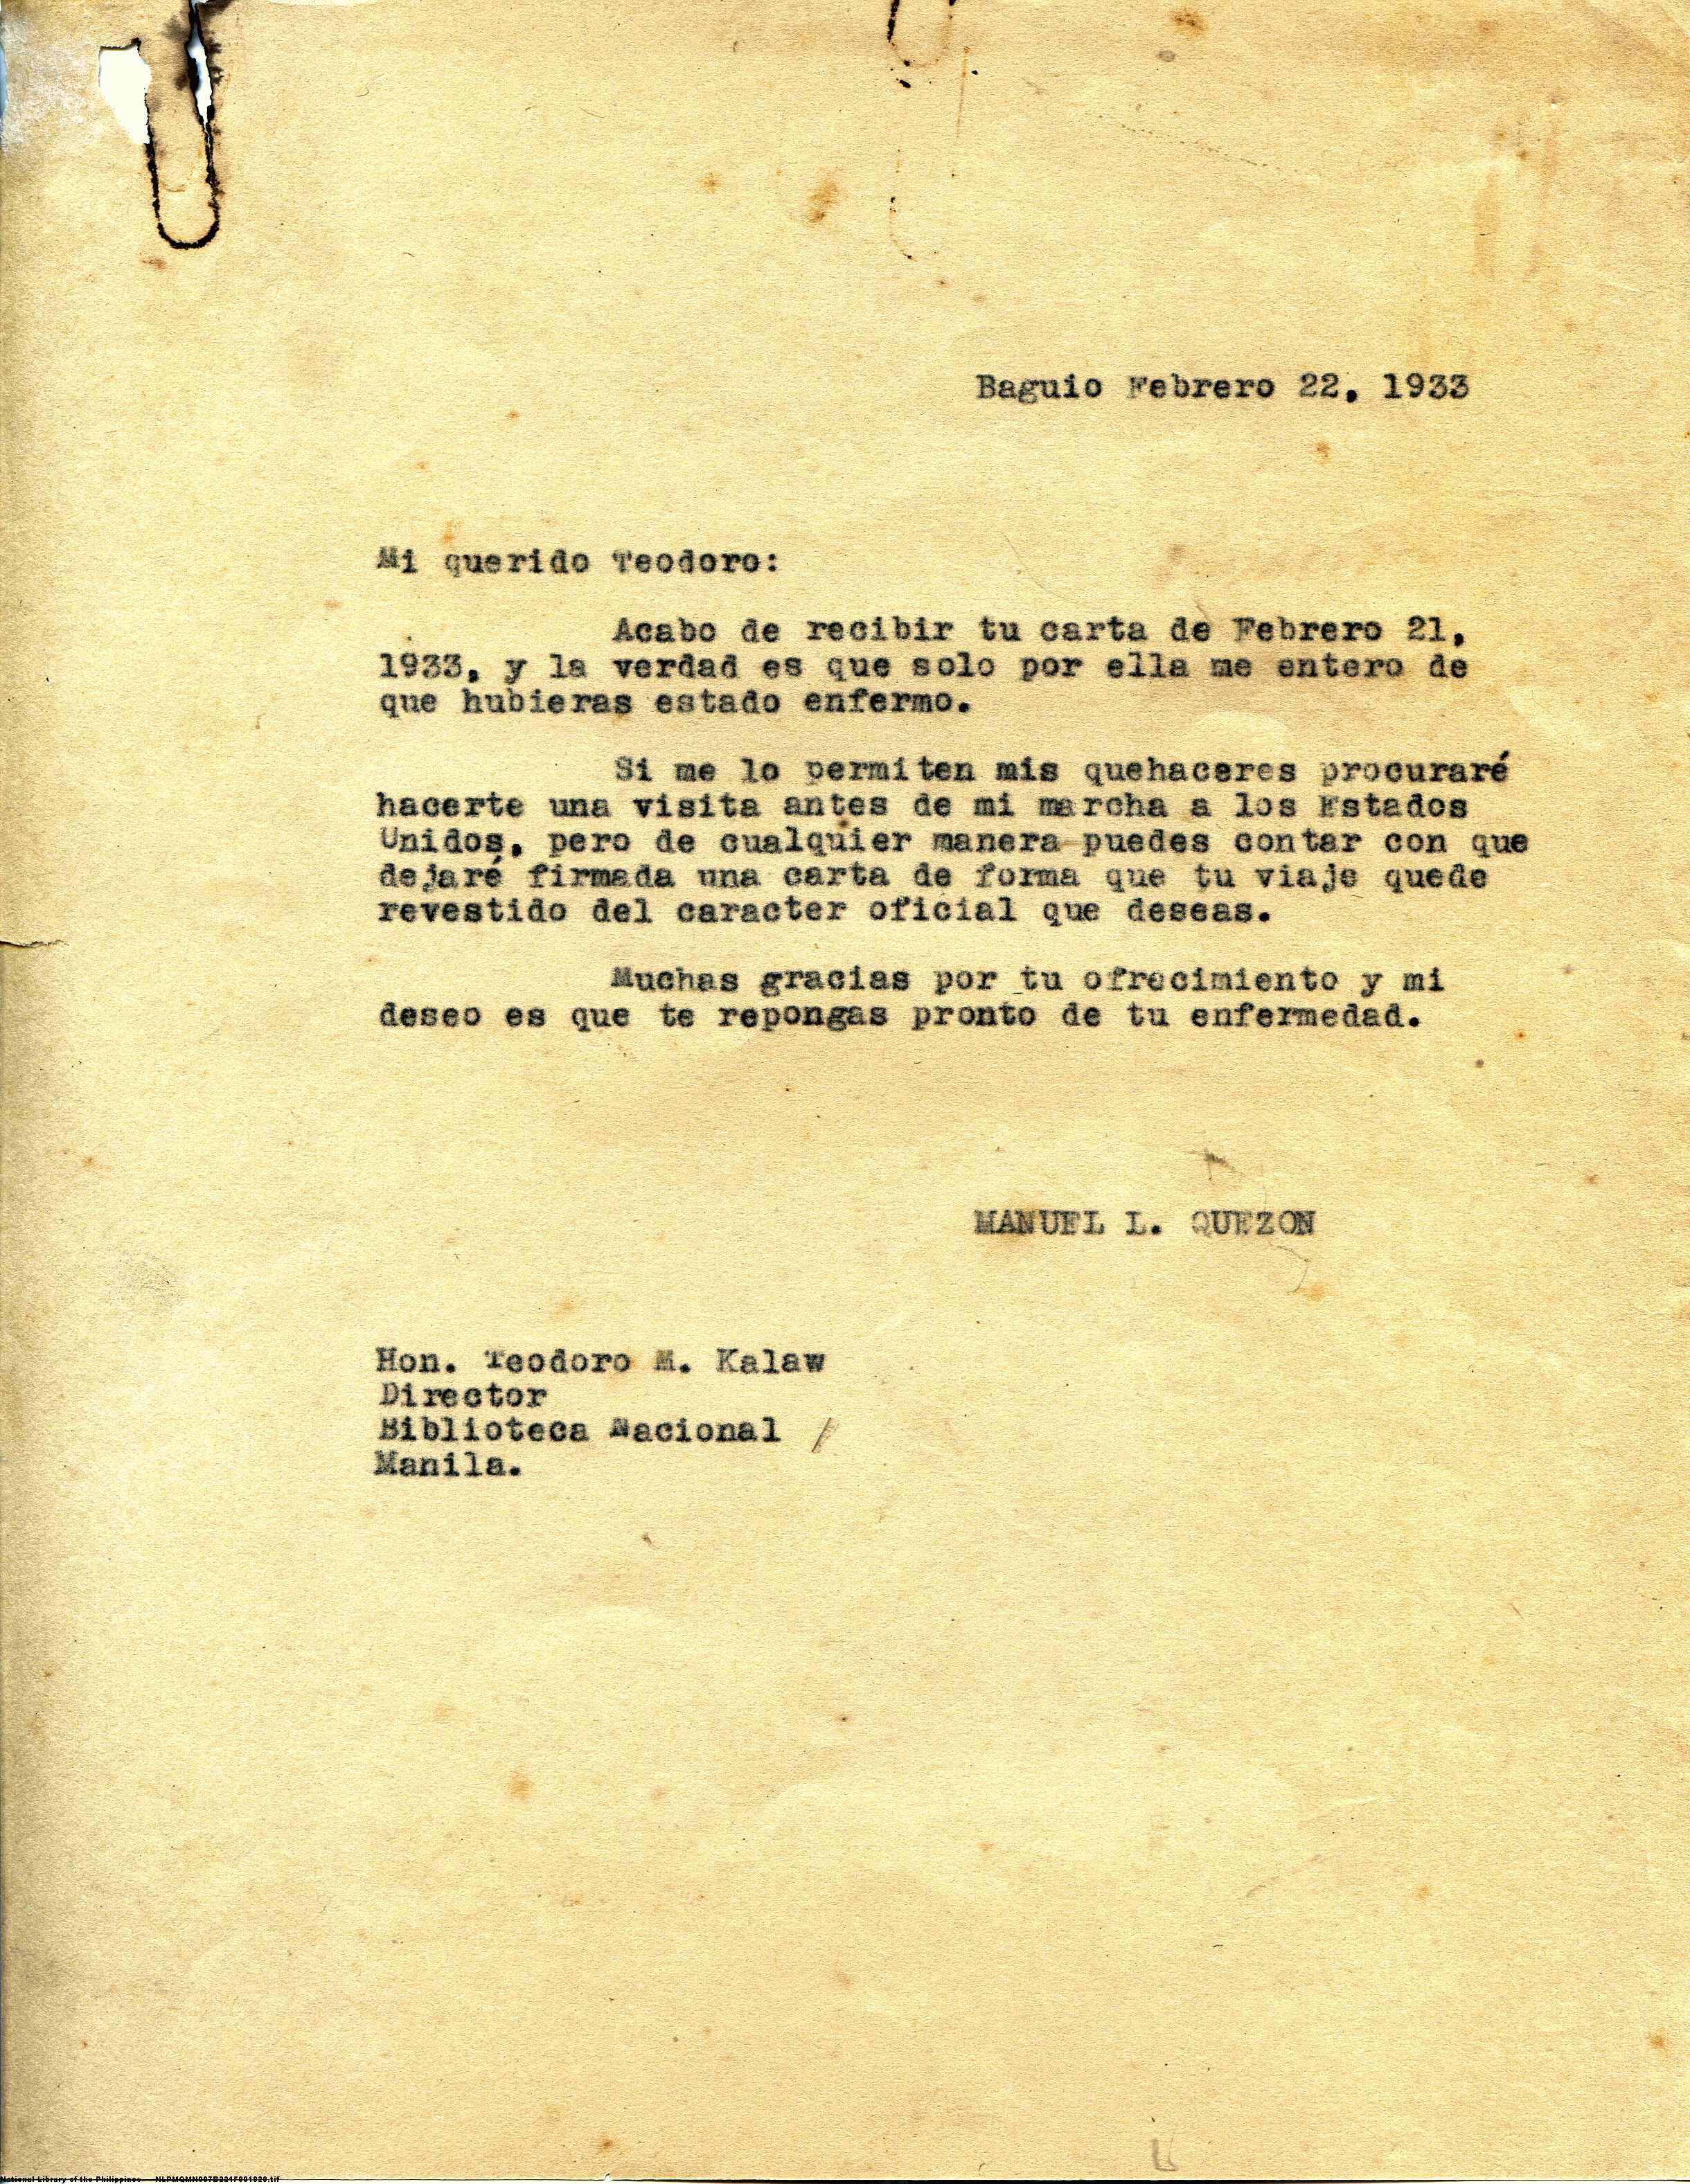 Baguio Febrero 22, 1933
Mi querido Teodoro:
Acabo de recibir tu carta de Febrero 21,
1933, y la verdad es que solo por ella me entero de
que hubieras estado enfermo.
Si me lo permiten mis quehaceres procuraré
hacerte una visita antes de mi marcha a los Estados
Unidos, pero de cualquier manera puedes contar con que
dejaré firmada una carta de forma que tu viaje quede
revestido del caracter oficial que deseas.
Muchas gracias por tu ofrecimiento y mi
deseo es que te repongas pronto de tu enfermedad.
MANUEL L. QUEZON
Hon. Teodoro M. Kalaw
Director
Biblioteca Nacional /
Manila.
National Library of the Philippines